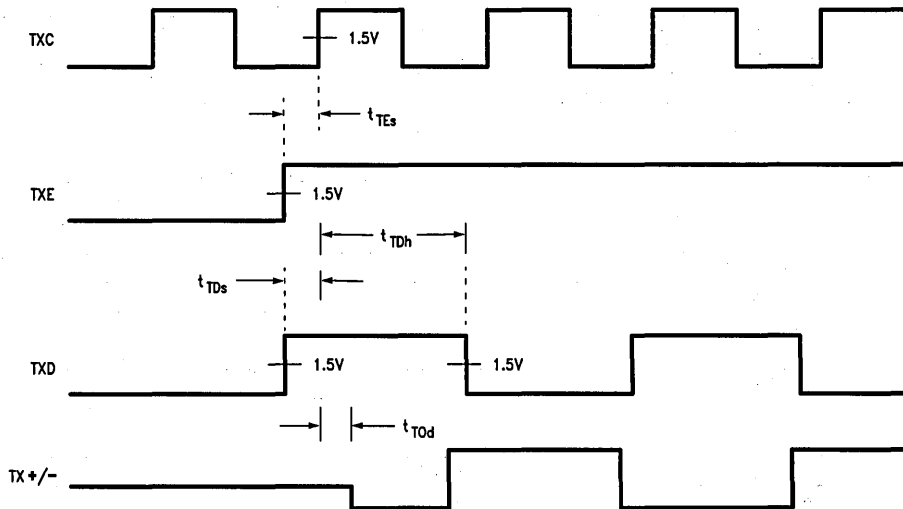 TXC
1.5V
t TEs
TXE
1.5V
t TDh
t TDs
TXD
1.5V
1.5V
t TOd
TX +/-